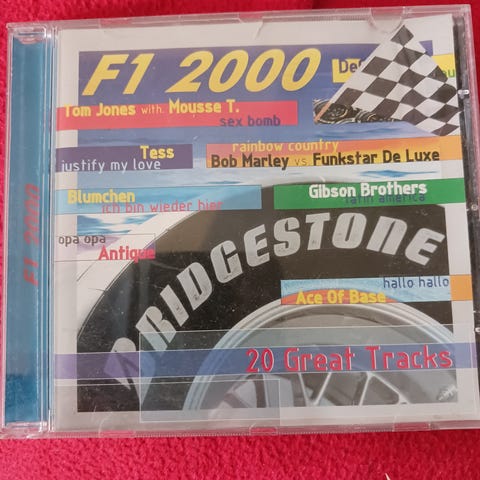 F1 2000
Tom Jones with. Mousse T.
sex bomb
Tess
justify my love
rainbow country
Bob Marley vs. Funkstar De Luxe
Blumchen
ich bin wieder hier
Gibson Brothers
latin america
opa opa
Antique
BRIDGESTONE
hallo hallo
Ace Of Base
20 Great Tracks
F1 2000